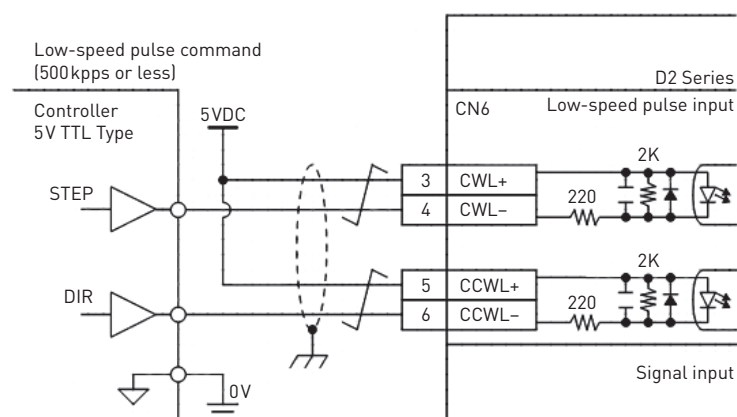 Low-speed pulse command
(500kpps or less)
D2 Series
Controller
5V TTL Type
5VDC
CN6
Low-speed pulse input
2K
STEP
3
CWL+
220
4
CWL−
2K
DIR
5
CCWL+
220
6
CCWL−
0V
Signal input